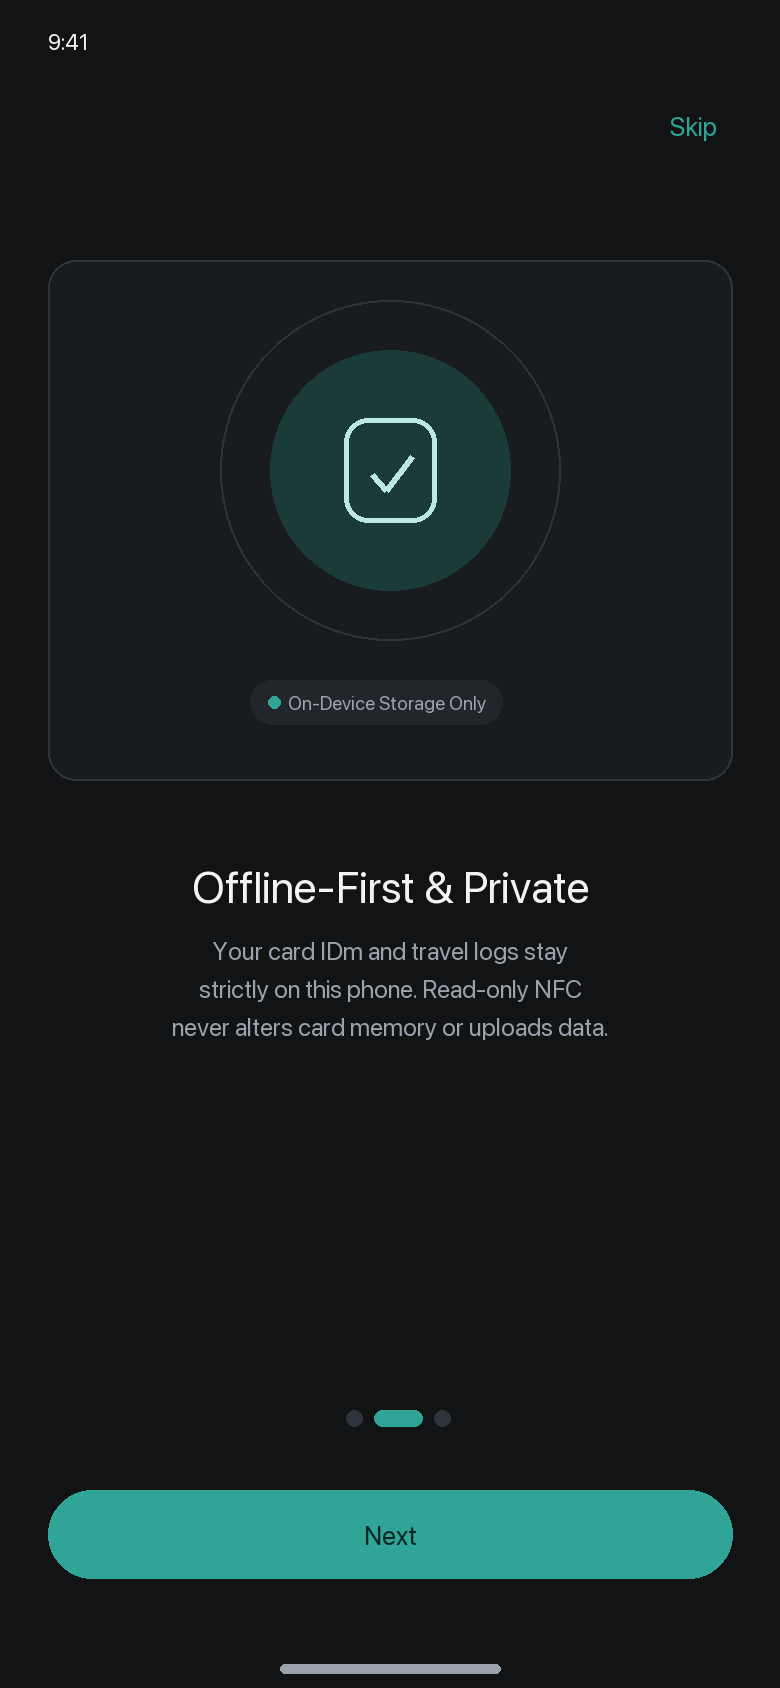 9:41
Skip
On-Device Storage Only
Offline-First & Private
Your card IDm and travel logs stay
strictly on this phone. Read-only NFC
never alters card memory or uploads data.
Next